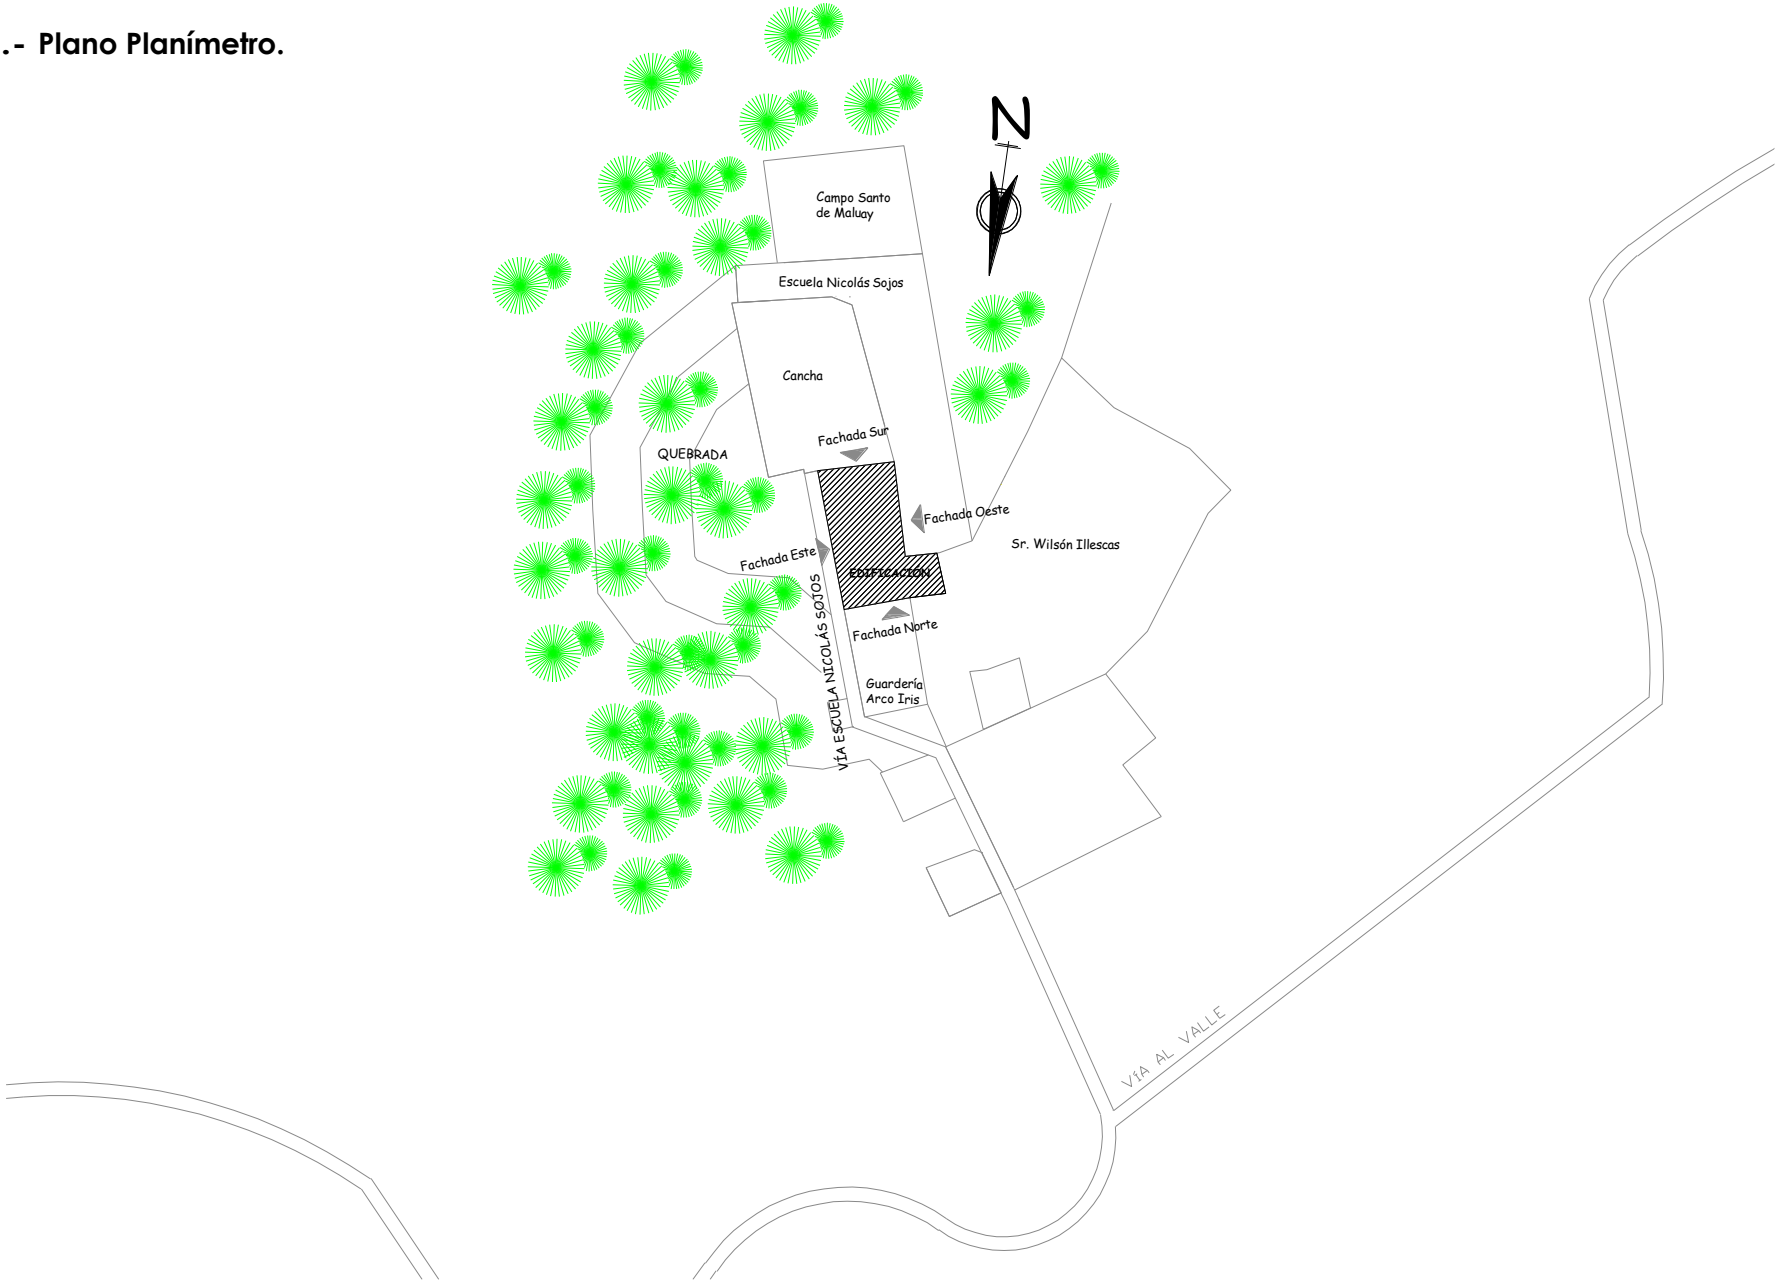 .- Plano Planímetro.
N
Campo Santo
de Maluay
Escuela Nicolás Sojos
Cancha
Fachada Sur
QUEBRADA
Fachada Oeste
Sr. Wilsón Illescas
Fachada Este
EDIFICACIÓN
VÍA ESCUELA NICOLÁS SOJOS
Fachada Norte
Guardería
Arco Iris
VÍA AL VALLE